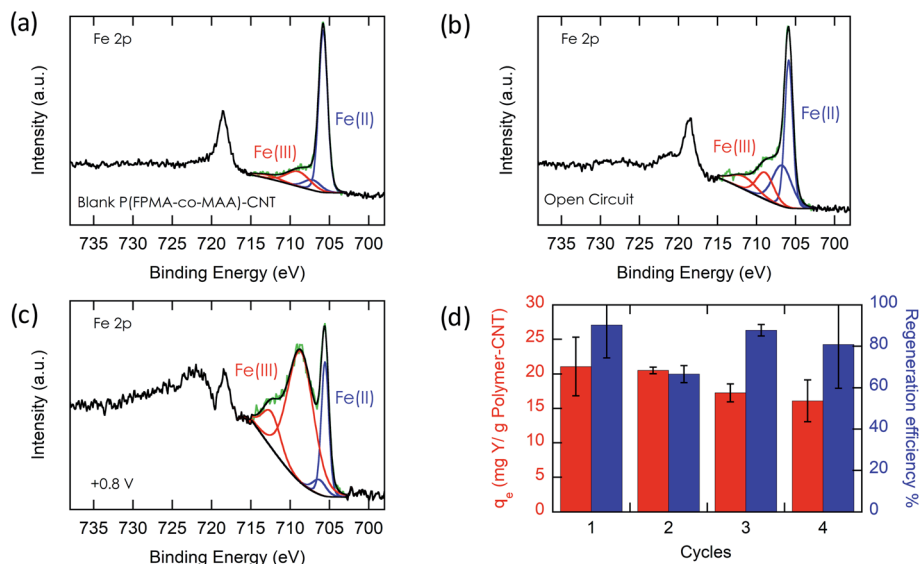 (a)
Fe 2p
Fe(II)
Fe(III)
Blank P(FPMA-co-MAA)-CNT
Intensity (a.u.)
735 730 725 720 715 710 705 700
Binding Energy (eV)
(b)
Fe 2p
Fe(II)
Fe(III)
Open Circuit
Intensity (a.u.)
735 730 725 720 715 710 705 700
Binding Energy (eV)
(c)
Fe 2p
Fe(III)
Fe(II)
+0.8 V
Intensity (a.u.)
735 730 725 720 715 710 705 700
Binding Energy (eV)
(d)
qe (mg Y/ g Polymer-CNT)
30
25
20
15
10
5
0
100
80
60
40
20
0
Regeneration efficiency %
1 2 3 4
Cycles